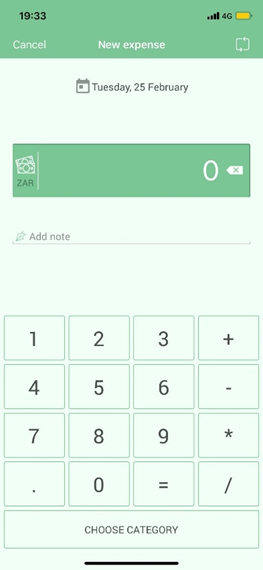 19:33 4G
Cancel New expense
Tuesday, 25 February
0
ZAR
Add note
1 2 3 +
4 5 6 -
7 8 9 *
. 0 = /
CHOOSE CATEGORY